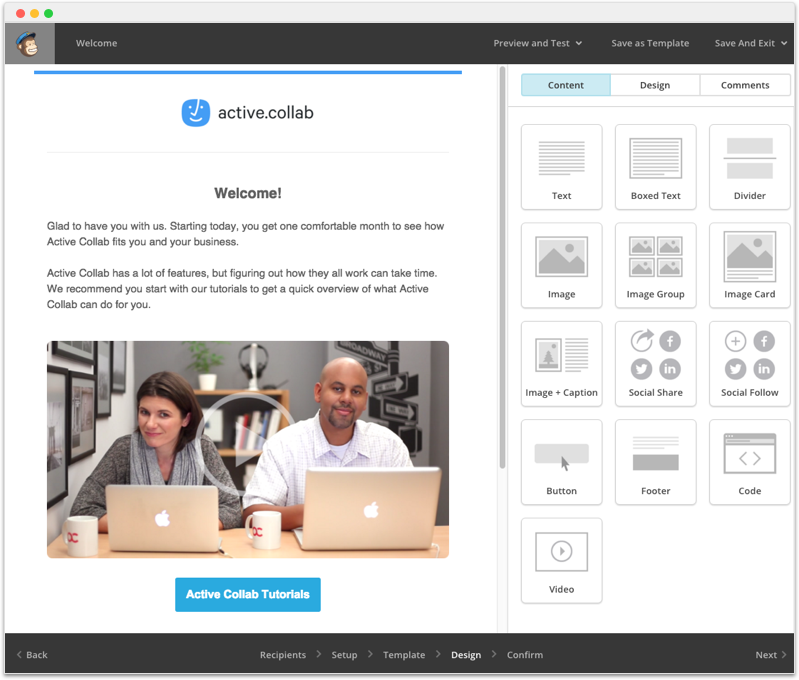 Welcome
Preview and Test
Save as Template
Save And Exit
active.collab
Welcome!
Glad to have you with us. Starting today, you get one comfortable month to see how
Active Collab fits you and your business.
Active Collab has a lot of features, but figuring out how they all work can take time.
We recommend you start with our tutorials to get a quick overview of what Active
Collab can do for you.
BROADWAY
Active Collab Tutorials
Content
Design
Comments
Text
Boxed Text
Divider
Image
Image Group
Image Card
Image + Caption
Social Share
Social Follow
Button
Footer
Code
Video
Back
Recipients
Setup
Template
Design
Confirm
Next